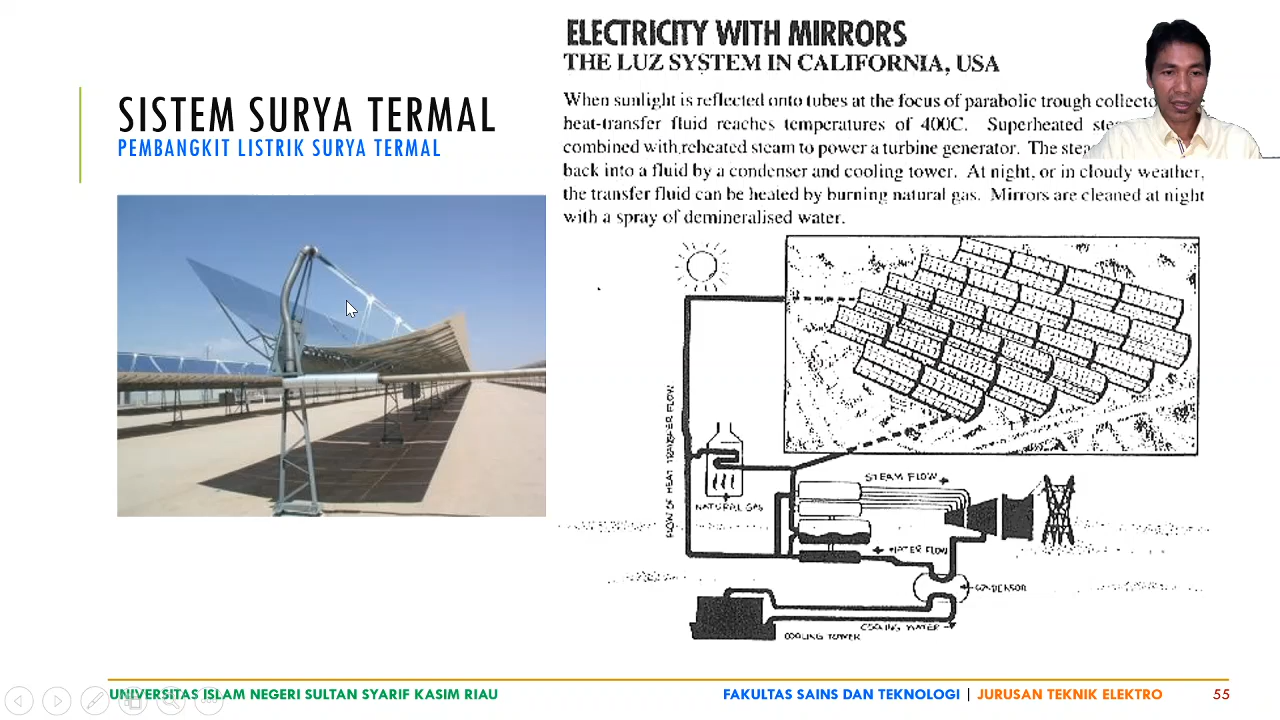 SISTEM SURYA TERMAL
PEMBANGKIT LISTRIK SURYA TERMAL
ELECTRICITY WITH MIRRORS
THE LUZ SYSTEM IN CALIFORNIA, USA
When sunlight is reflected onto tubes at the focus of parabolic trough
heat-transfer fluid reaches temperatures of 400C. Superheated
combined with reheated steam to power a turbine generator. The
back into a fluid by a condenser and cooling tower. At night, or in cloudy weather,
the transfer fluid can be heated by burning natural gas. Mirrors are cleaned at night
with a spray of demineralised water.
FLOW OF HEAT TRANSFER FLOW
NATURAL GAS
STEAM FLOW
WATER FLOW
CONDENSOR
COOLING WATER
COOLING TOWER
UNIVERSITAS ISLAM NEGERI SULTAN SYARIF KASIM RIAU
FAKULTAS SAINS DAN TEKNOLOGI | JURUSAN TEKNIK ELEKTRO
55